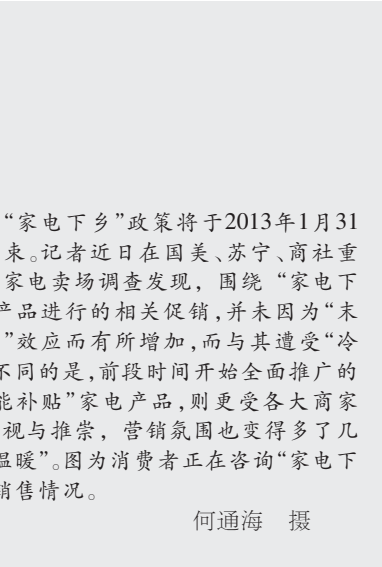 “家电下乡”政策将于2013年1月31
束。记者近日在国美、苏宁、商社重
家电卖场调查发现，围绕“家电下
产品进行的相关促销，并未因为“末
”效应而有所增加，而与其遭受“冷
不同的是，前段时间开始全面推广的
能补贴”家电产品，则更受各大商家
视与推崇，营销氛围也变得多了几
温暖”。图为消费者正在咨询“家电下
销售情况。
何通海　摄